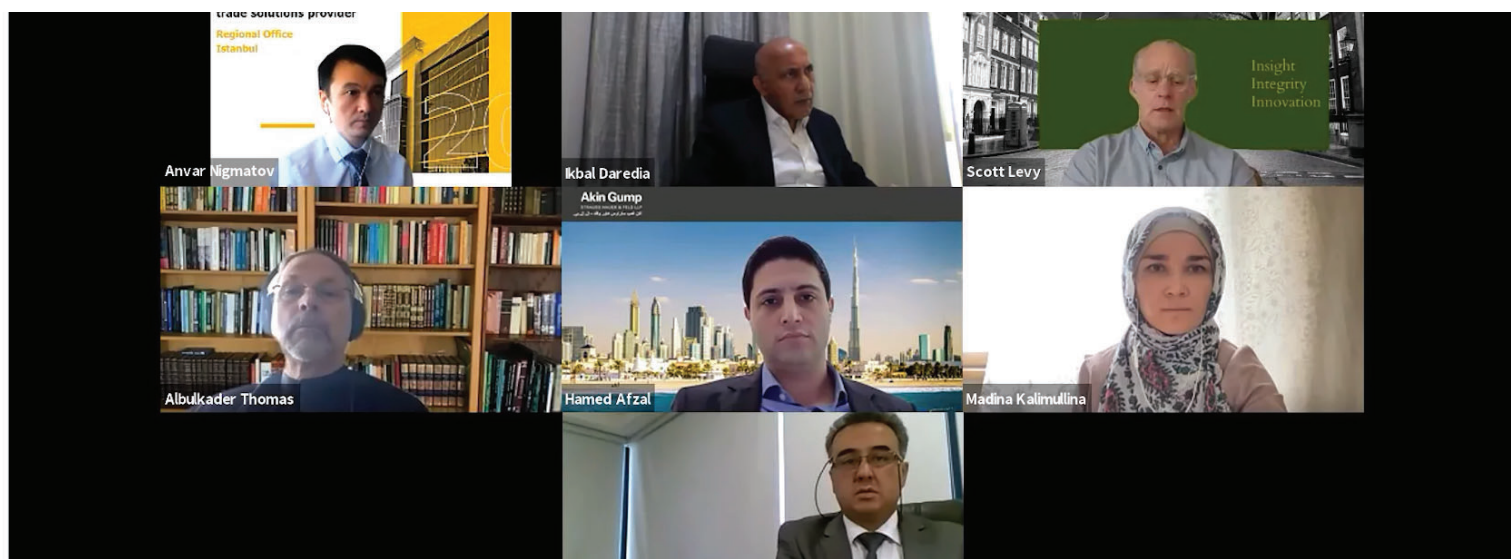 trade solutions provider
Regional Office
Istanbul
20
Anvar Nigmatov
Ikbal Daredia
Insight
Integrity
Innovation
Scott Levy
Albulkader Thomas
Akin Gump
STRAUSS HAUER & FELD LLP
Hamed Afzal
Madina Kalimullina